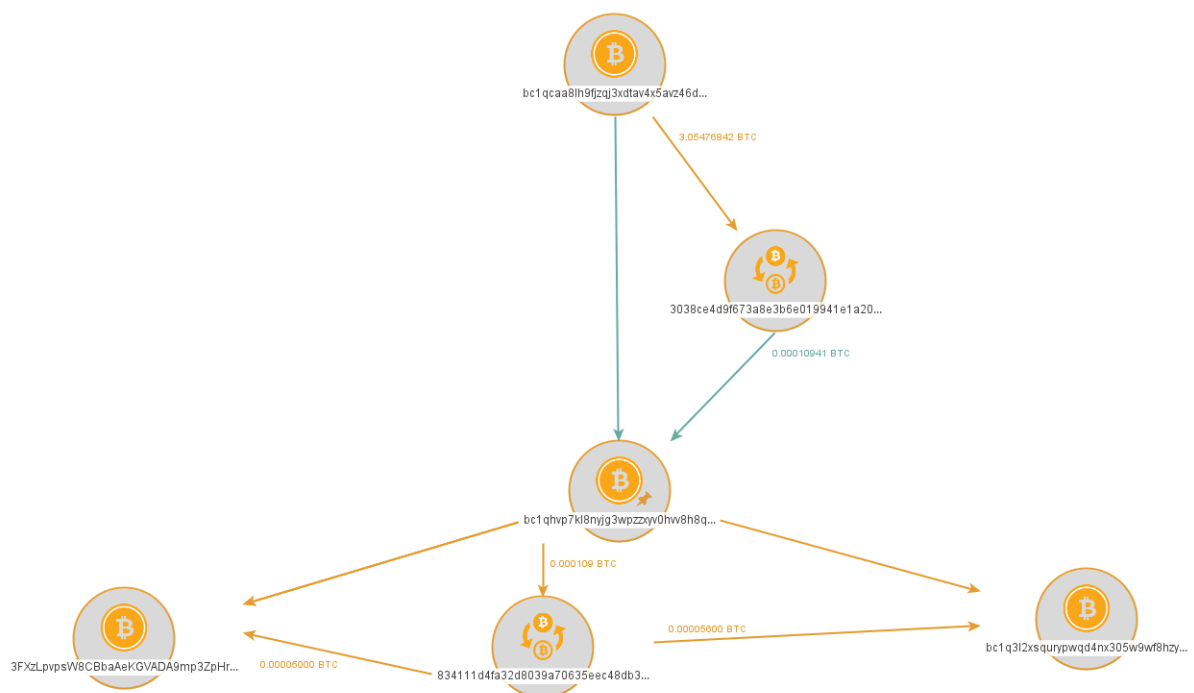 bc1qcaa8lh9fjzqj3xdtav4x5avz46d...
3.05476842 BTC
3038ce4d9f673a8e3b6e019941e1a20...
0.00010941 BTC
bc1qhvp7kl8nyjg3wpzzxyv0hvv8h8q...
0.000109 BTC
0.00005600 BTC
bc1q3l2xsqurypwqd4nx305w9wf8hzy...
3FXzLpvpsW8CBbaAeKGVADA9mp3ZpHr...
0.00005000 BTC
834111d4fa32d8039a70635eec48db3...